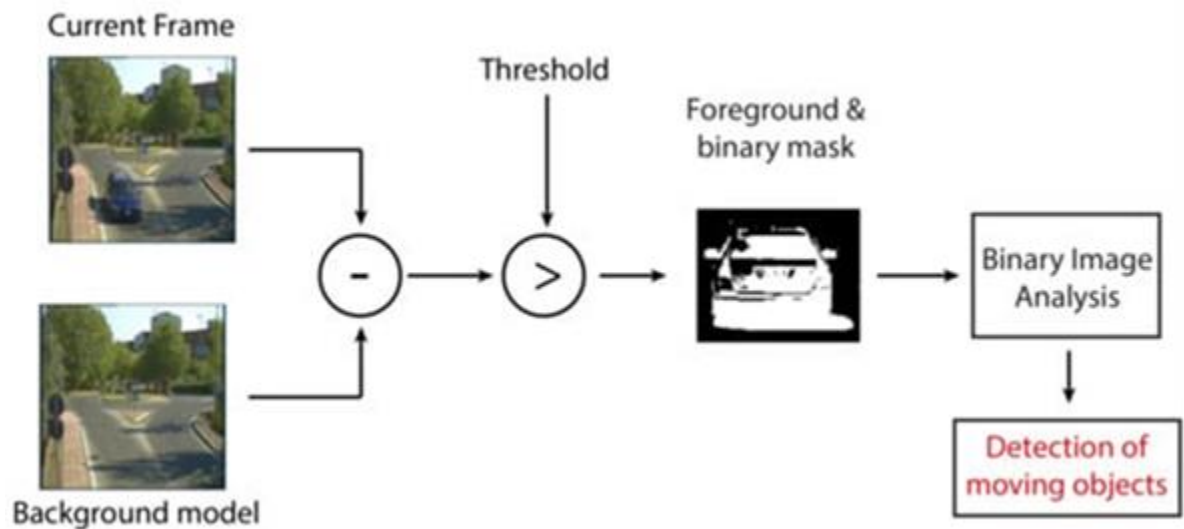 Current Frame
Threshold
Foreground &
binary mask
-
>
Binary Image
Analysis
Detection of
moving objects
Background model